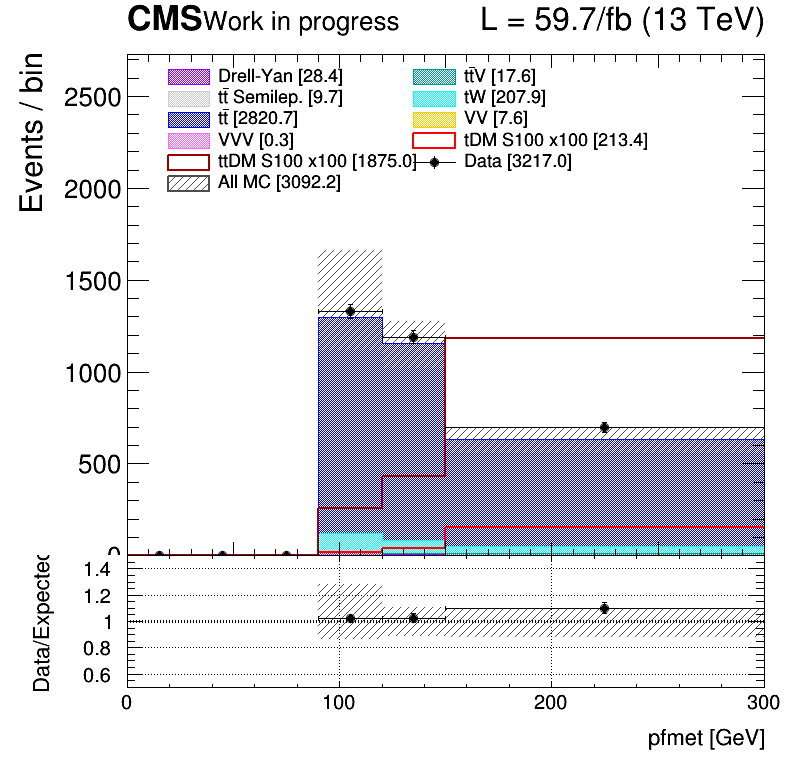 CMS Work in progress L = 59.7/fb (13 TeV)
Events / bin
2500
2000
1500
1000
500
0
Drell-Yan [28.4] tt̄V [17.6]
tt̄ Semilep. [9.7] tW [207.9]
tt̄ [2820.7] VV [7.6]
VVV [0.3] tDM S100 x100 [213.4]
ttDM S100 x100 [1875.0] Data [3217.0]
All MC [3092.2]
Data/Expected
1.4
1.2
1
0.8
0.6
0 100 200 300
pfmet [GeV]